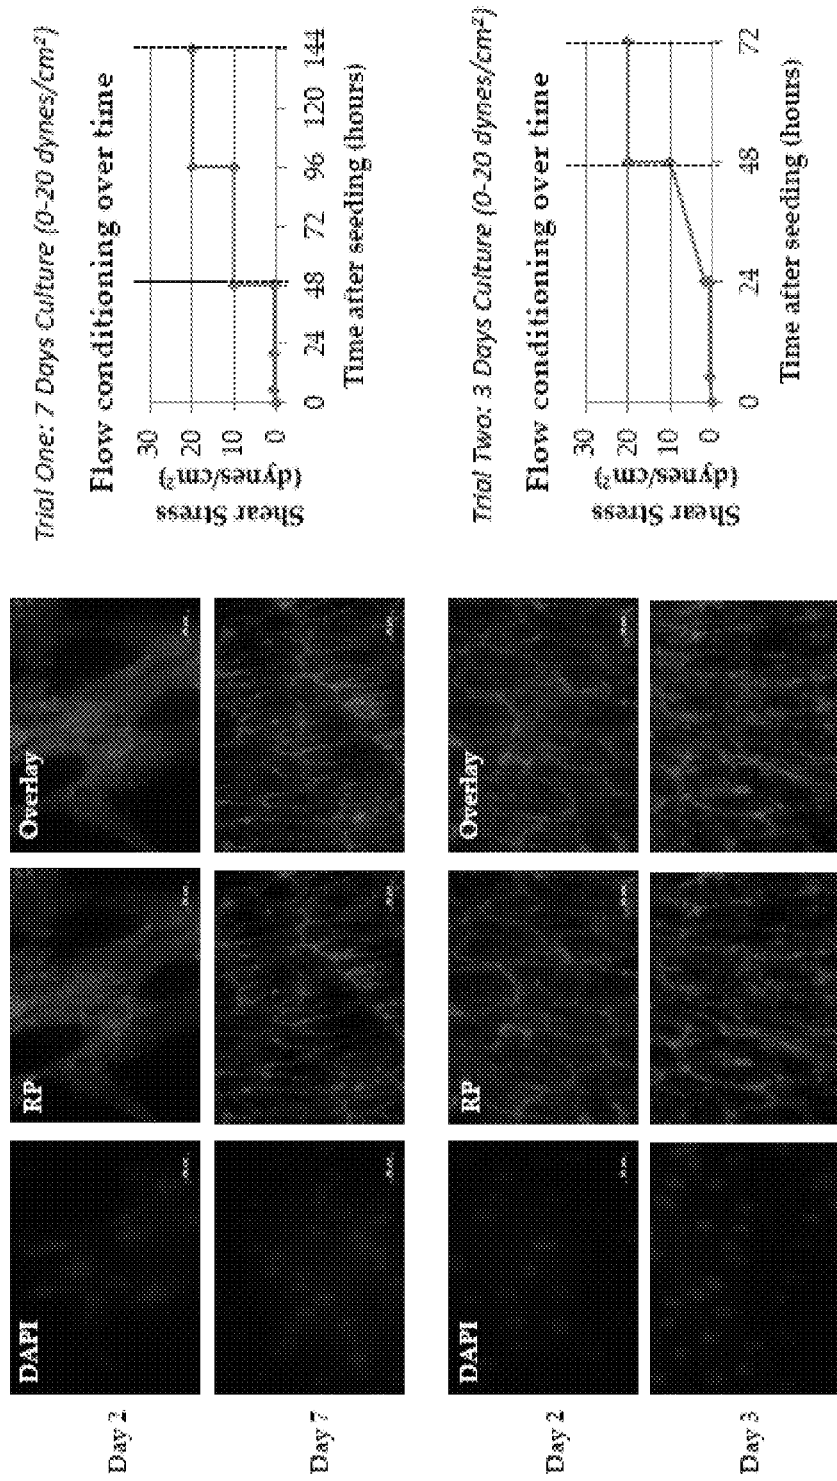 DAPI
RP
Overlay
Day 2
Day 7
Trial One: 7 Days Culture (0-20 dynes/cm²)
Flow conditioning over time
Shear Stress
(dynes/cm²)
30
20
10
0
0 24 48 72 96 120 144
Time after seeding (hours)
DAPI
RP
Overlay
Day 2
Day 3
Trial Two: 3 Days Culture (0-20 dynes/cm²)
Flow conditioning over time
Shear Stress
(dynes/cm²)
30
20
10
0
0 24 48 72
Time after seeding (hours)